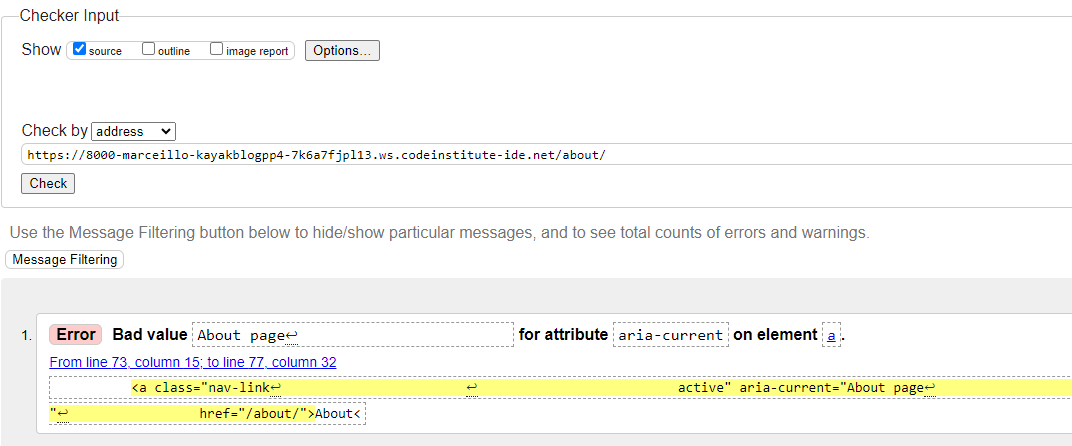 Checker Input
Show source outline image report Options...
Check by address
https://8000-marceillo-kayakblogpp4-7k6a7fjpl13.ws.codeinstitute-ide.net/about/
Check
Use the Message Filtering button below to hide/show particular messages, and to see total counts of errors and warnings.
Message Filtering
1. Error Bad value About page↩ for attribute aria-current on element a.
From line 73, column 15; to line 77, column 32
<a class="nav-link↩ ↩ active" aria-current="About page↩
"↩ href="/about/">About<